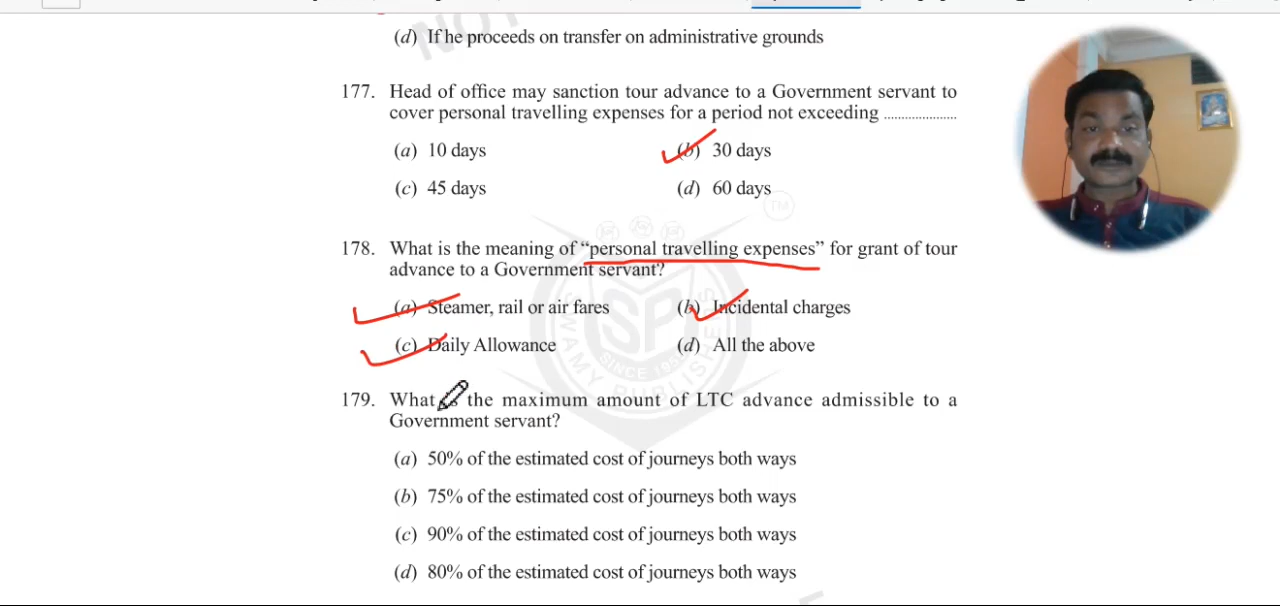 (d) If he proceeds on transfer on administrative grounds
177. Head of office may sanction tour advance to a Government servant to
cover personal travelling expenses for a period not exceeding .....................
(a) 10 days (b) 30 days
(c) 45 days (d) 60 days
TM
178. What is the meaning of “personal travelling expenses” for grant of tour
advance to a Government servant?
(a) Steamer, rail or air fares (b) Incidental charges
(c) Daily Allowance (d) All the above
SP
SINCE
SWAMY PUBLISHERS
179. What the maximum amount of LTC advance admissible to a
Government servant?
(a) 50% of the estimated cost of journeys both ways
(b) 75% of the estimated cost of journeys both ways
(c) 90% of the estimated cost of journeys both ways
(d) 80% of the estimated cost of journeys both ways